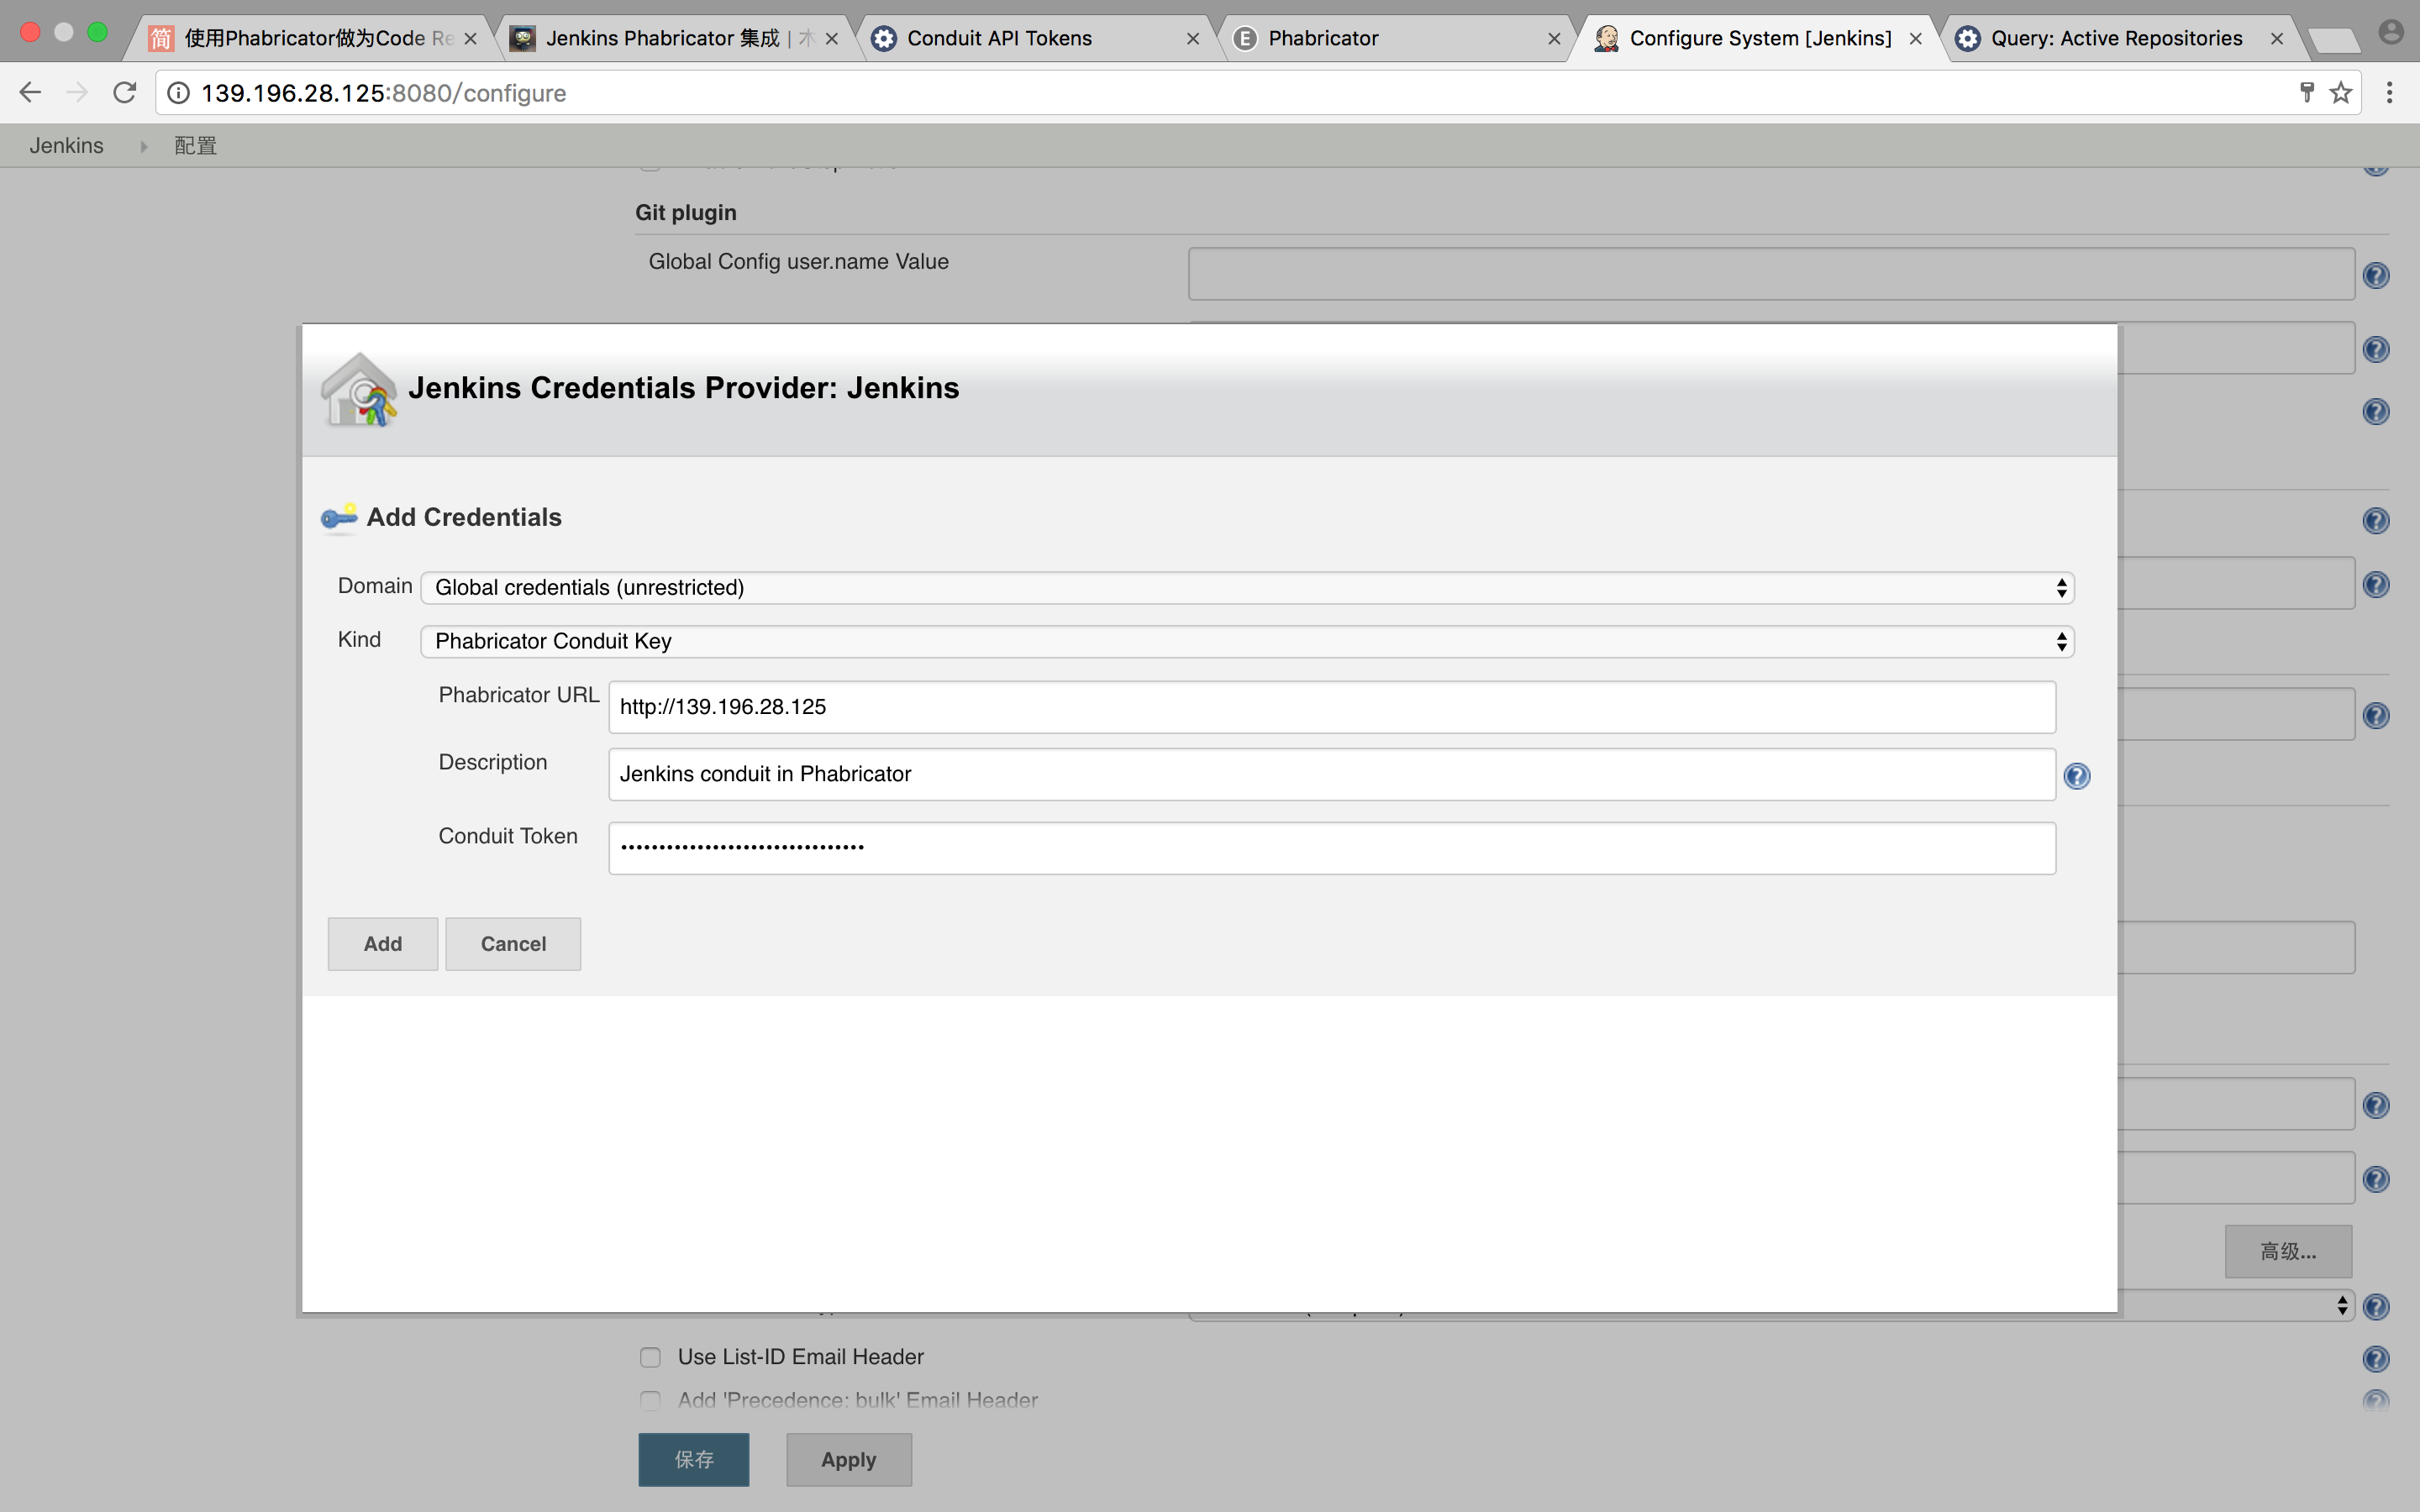 简 使用Phabricator做为Code Re
Jenkins Phabricator 集成 | 木
Conduit API Tokens
E Phabricator
Configure System [Jenkins]
Query: Active Repositories
139.196.28.125:8080/configure
Jenkins 配置
Git plugin
Global Config user.name Value
Jenkins Credentials Provider: Jenkins
Add Credentials
Domain Global credentials (unrestricted)
Kind Phabricator Conduit Key
Phabricator URL http://139.196.28.125
Description Jenkins conduit in Phabricator
Conduit Token ••••••••••••••••••••••••••••••••
Add Cancel
高级...
Use List-ID Email Header
Add 'Precedence: bulk' Email Header
保存 Apply